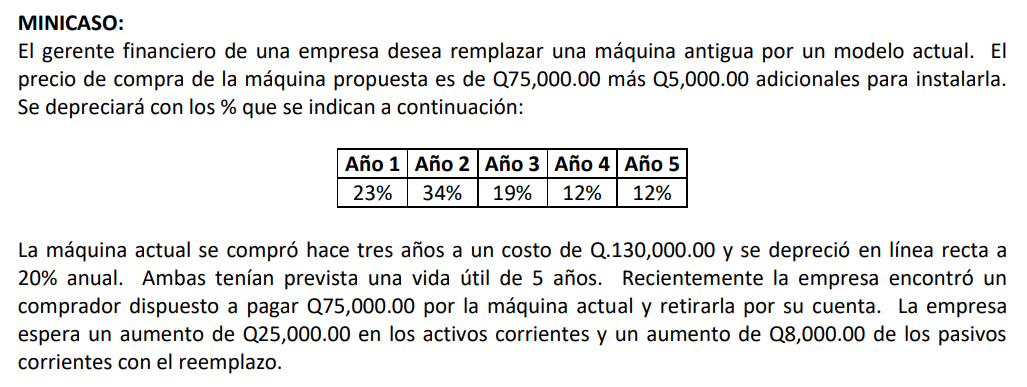 MINICASO:
El gerente financiero de una empresa desea remplazar una máquina antigua por un modelo actual. El
precio de compra de la máquina propuesta es de Q75,000.00 más Q5,000.00 adicionales para instalarla.
Se depreciará con los % que se indican a continuación:
Año 1 Año 2 Año 3 Año 4 Año 5
23% 34% 19% 12% 12%
La máquina actual se compró hace tres años a un costo de Q.130,000.00 y se depreció en línea recta a
20% anual. Ambas tenían prevista una vida útil de 5 años. Recientemente la empresa encontró un
comprador dispuesto a pagar Q75,000.00 por la máquina actual y retirarla por su cuenta. La empresa
espera un aumento de Q25,000.00 en los activos corrientes y un aumento de Q8,000.00 de los pasivos
corrientes con el reemplazo.